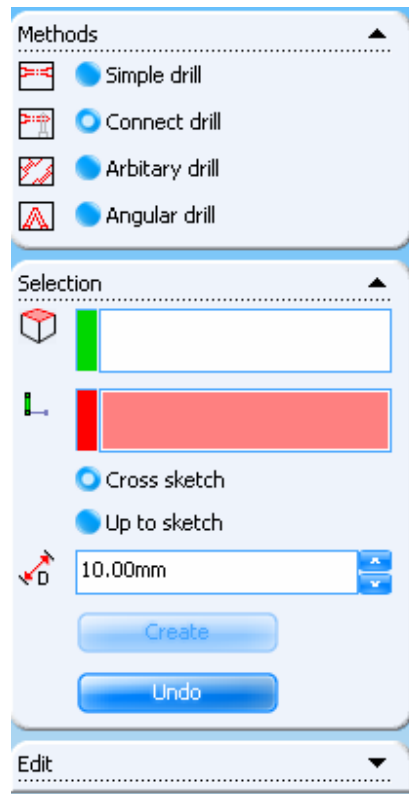 Methods
Simple drill
Connect drill
Arbitary drill
Angular drill
Selection
Cross sketch
Up to sketch
D
10.00mm
Create
Undo
Edit